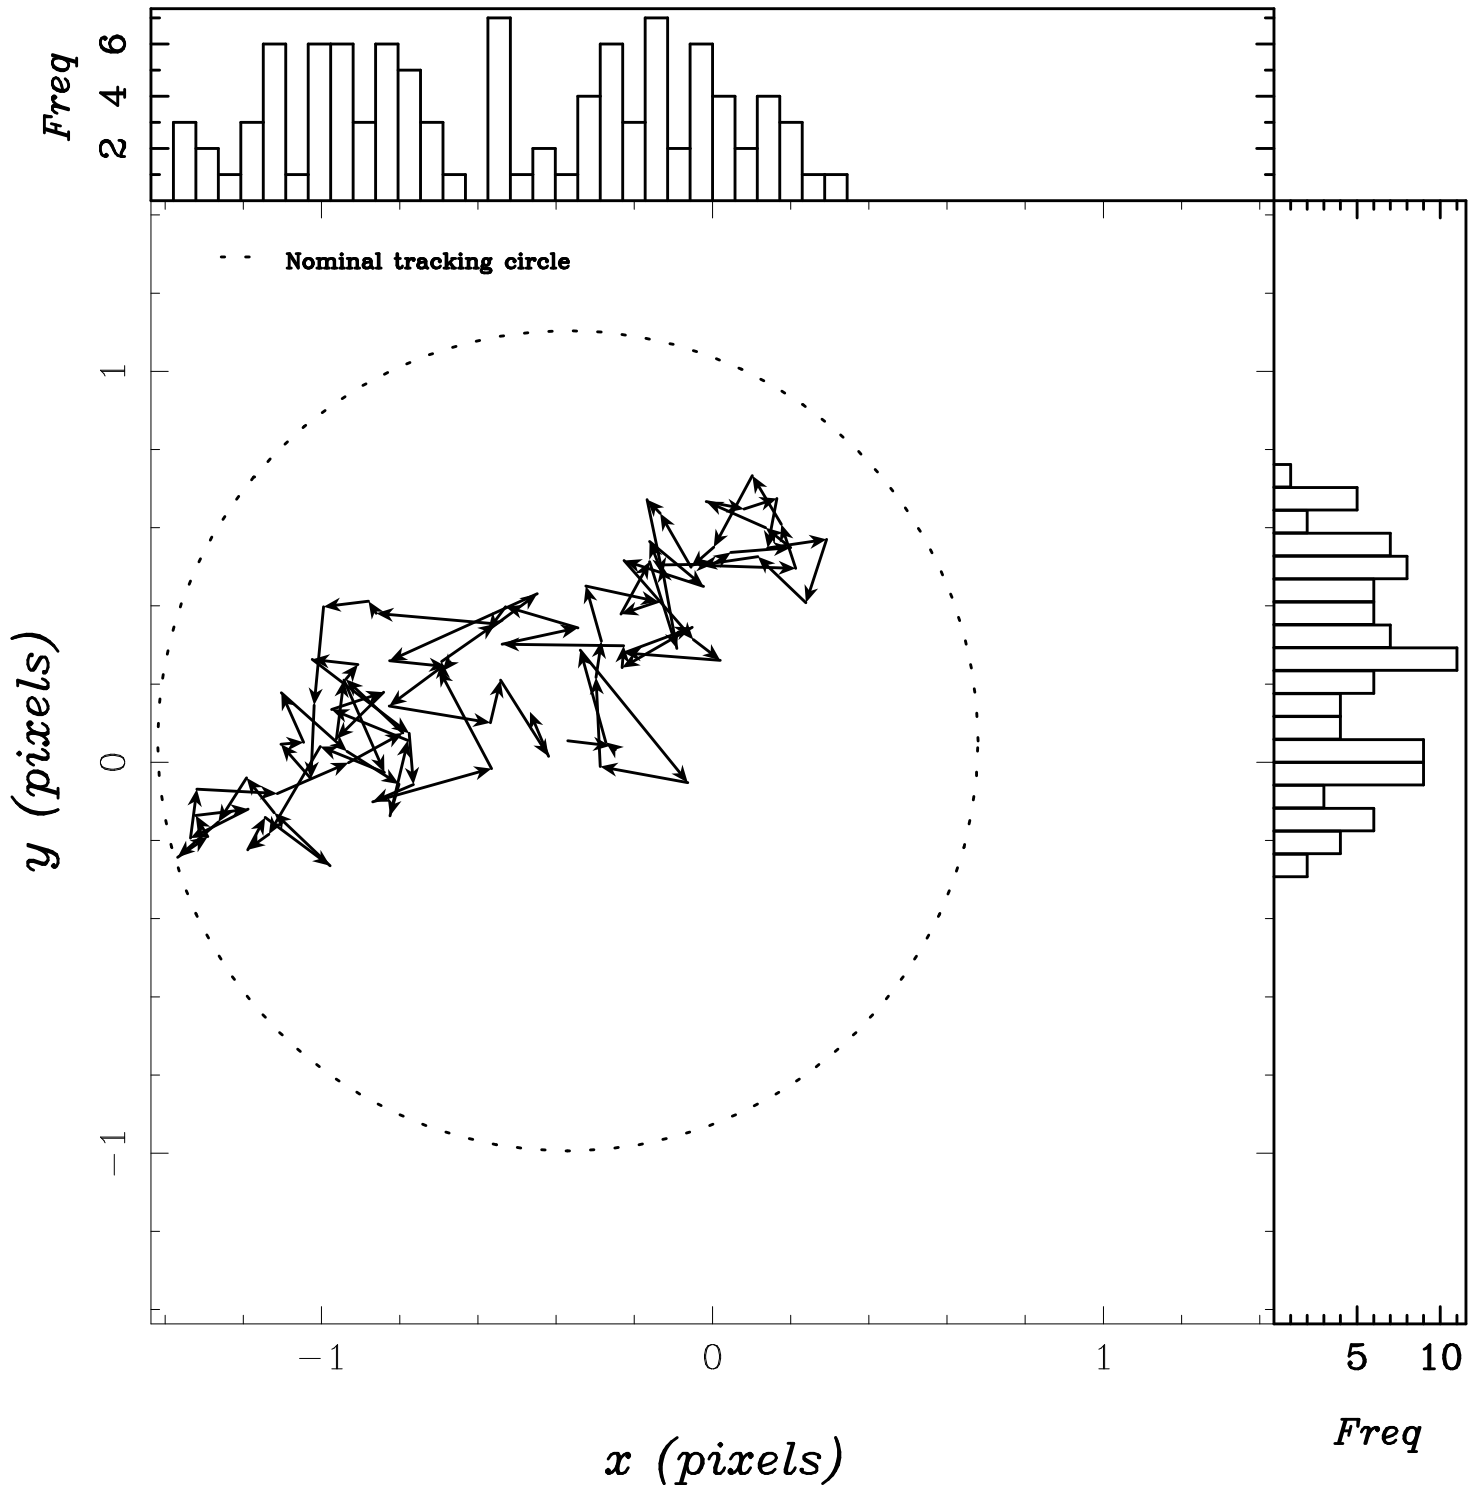 Freq
6
4
2
Nominal tracking circle
1
0
−1
y (pixels)
−1
0
1
x (pixels)
5
10
Freq